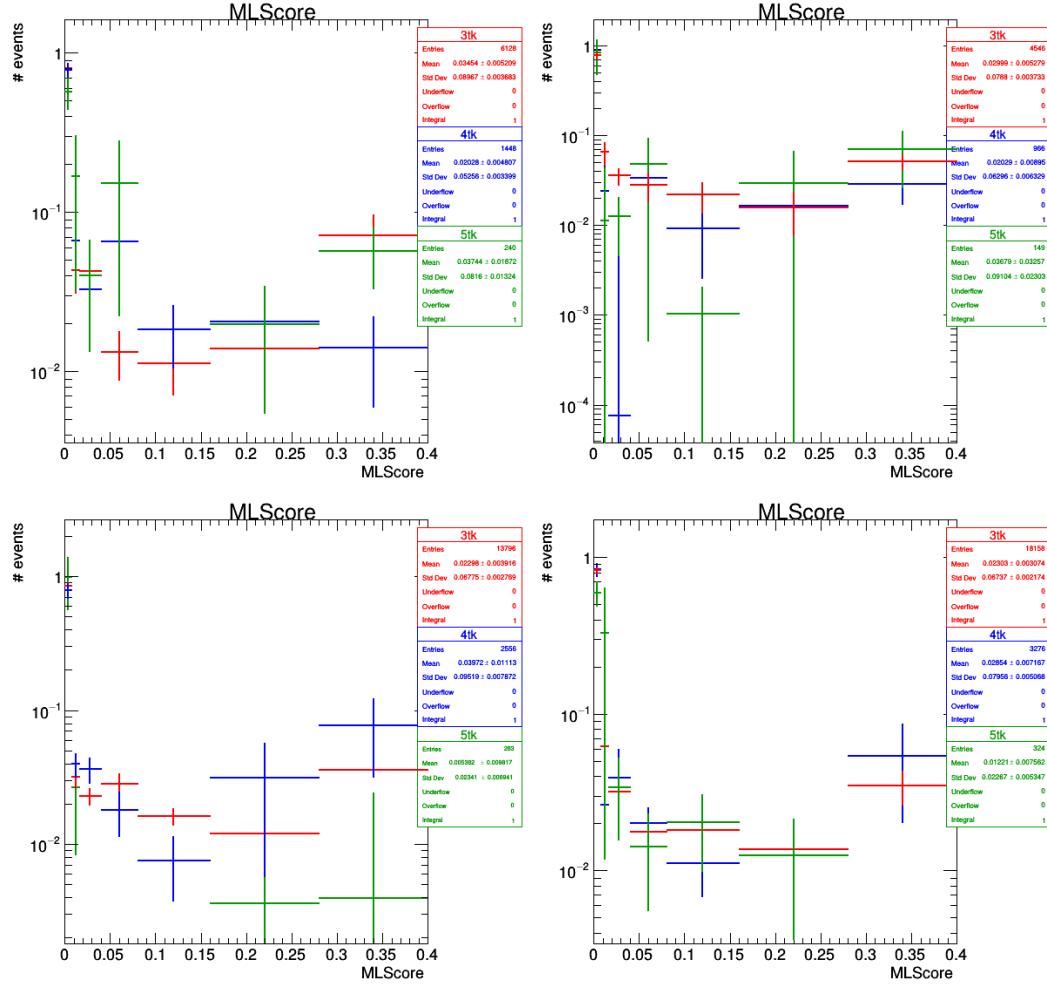 MLScore
# events
1
10⁻¹
10⁻²
0 0.05 0.1 0.15 0.2 0.25 0.3 0.35 0.4
MLScore
3tk
Entries 6128
Mean 0.03454 ± 0.005209
Std Dev 0.08967 ± 0.003683
Underflow 0
Overflow 0
Integral 1
4tk
Entries 1448
Mean 0.02028 ± 0.004807
Std Dev 0.05256 ± 0.003399
Underflow 0
Overflow 0
Integral 1
5tk
Entries 240
Mean 0.03744 ± 0.01672
Std Dev 0.0816 ± 0.01324
Underflow 0
Overflow 0
Integral 1
MLScore
# events
1
10⁻¹
10⁻²
10⁻³
10⁻⁴
0 0.05 0.1 0.15 0.2 0.25 0.3 0.35 0.4
MLScore
3tk
Entries 4546
Mean 0.02999 ± 0.005279
Std Dev 0.0788 ± 0.003733
Underflow 0
Overflow 0
Integral 1
4tk
Entries 966
Mean 0.02029 ± 0.00895
Std Dev 0.06296 ± 0.006329
Underflow 0
Overflow 0
Integral 1
5tk
Entries 149
Mean 0.03679 ± 0.03257
Std Dev 0.09104 ± 0.02303
Underflow 0
Overflow 0
Integral 1
MLScore
# events
1
10⁻¹
10⁻²
0 0.05 0.1 0.15 0.2 0.25 0.3 0.35 0.4
MLScore
3tk
Entries 13796
Mean 0.02298 ± 0.003916
Std Dev 0.06775 ± 0.002769
Underflow 0
Overflow 0
Integral 1
4tk
Entries 2556
Mean 0.03972 ± 0.01113
Std Dev 0.09519 ± 0.007872
Underflow 0
Overflow 0
Integral 1
5tk
Entries 283
Mean
Std Dev
Underflow 0
Overflow 0
Integral 1
MLScore
# events
1
10⁻¹
10⁻²
0 0.05 0.1 0.15 0.2 0.25 0.3 0.35 0.4
MLScore
3tk
Entries 18158
Mean 0.02303 ± 0.003074
Std Dev 0.06737 ± 0.002174
Underflow 0
Overflow 0
Integral 1
4tk
Entries 3276
Mean 0.02854 ± 0.007167
Std Dev 0.07956 ± 0.005068
Underflow 0
Overflow 0
Integral 1
5tk
Entries 324
Mean 0.01221 ± 0.007562
Std Dev 0.02267 ± 0.005347
Underflow 0
Overflow 0
Integral 1